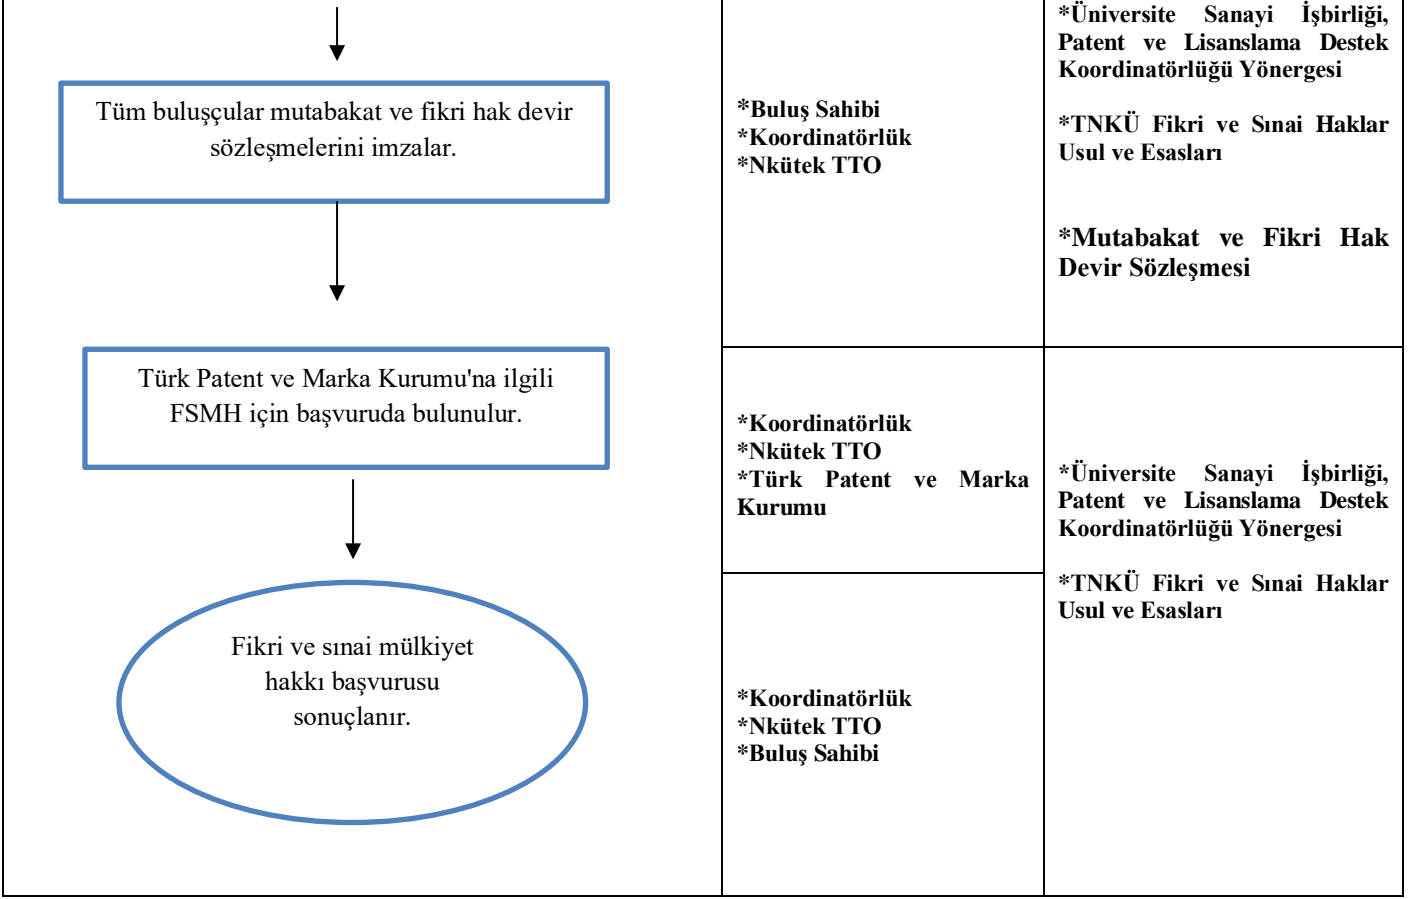 Tüm buluşçular mutabakat ve fikri hak devir
sözleşmelerini imzalar.
*Buluş Sahibi
*Koordinatörlük
*Nkütek TTO
*Üniversite Sanayi İşbirliği,
Patent ve Lisanslama Destek
Koordinatörlüğü Yönergesi
*TNKÜ Fikri ve Sınai Haklar
Usul ve Esasları
*Mutabakat ve Fikri Hak
Devir Sözleşmesi
Türk Patent ve Marka Kurumu'na ilgili
FSMH için başvuruda bulunulur.
*Koordinatörlük
*Nkütek TTO
*Türk Patent ve Marka
Kurumu
*Üniversite Sanayi İşbirliği,
Patent ve Lisanslama Destek
Koordinatörlüğü Yönergesi
*TNKÜ Fikri ve Sınai Haklar
Usul ve Esasları
Fikri ve sınai mülkiyet
hakkı başvurusu
sonuçlanır.
*Koordinatörlük
*Nkütek TTO
*Buluş Sahibi